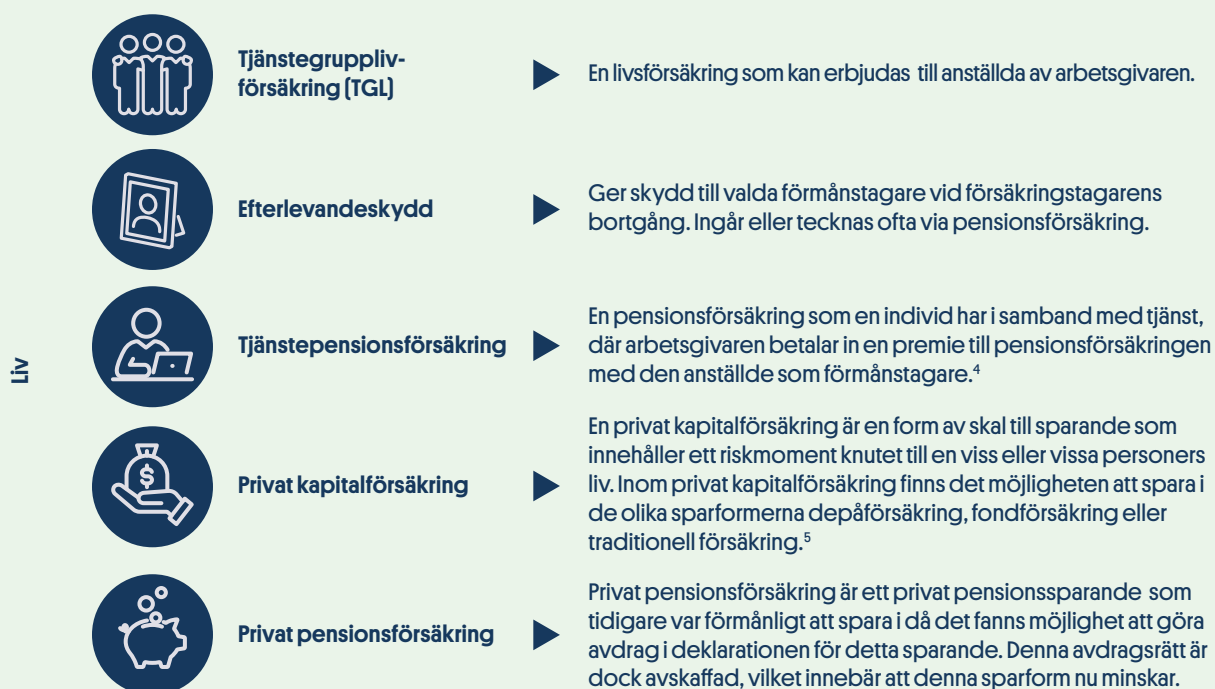 Liv
Tjänstegruppliv-
försäkring (TGL)
En livsförsäkring som kan erbjudas till anställda av arbetsgivaren.
Efterlevandeskydd
Ger skydd till valda förmånstagare vid försäkringstagarens
bortgång. Ingår eller tecknas ofta via pensionsförsäkring.
Tjänstepensionsförsäkring
En pensionsförsäkring som en individ har i samband med tjänst,
där arbetsgivaren betalar in en premie till pensionsförsäkringen
med den anställde som förmånstagare.⁴
Privat kapitalförsäkring
En privat kapitalförsäkring är en form av skal till sparande som
innehåller ett riskmoment knutet till en viss eller vissa personers
liv. Inom privat kapitalförsäkring finns det möjligheten att spara i
de olika sparformerna depåförsäkring, fondförsäkring eller
traditionell försäkring.⁵
$
Privat pensionsförsäkring
Privat pensionsförsäkring är ett privat pensionssparande som
tidigare var förmånligt att spara i då det fanns möjlighet att göra
avdrag i deklarationen för detta sparande. Denna avdragsrätt är
dock avskaffad, vilket innebär att denna sparform nu minskar.